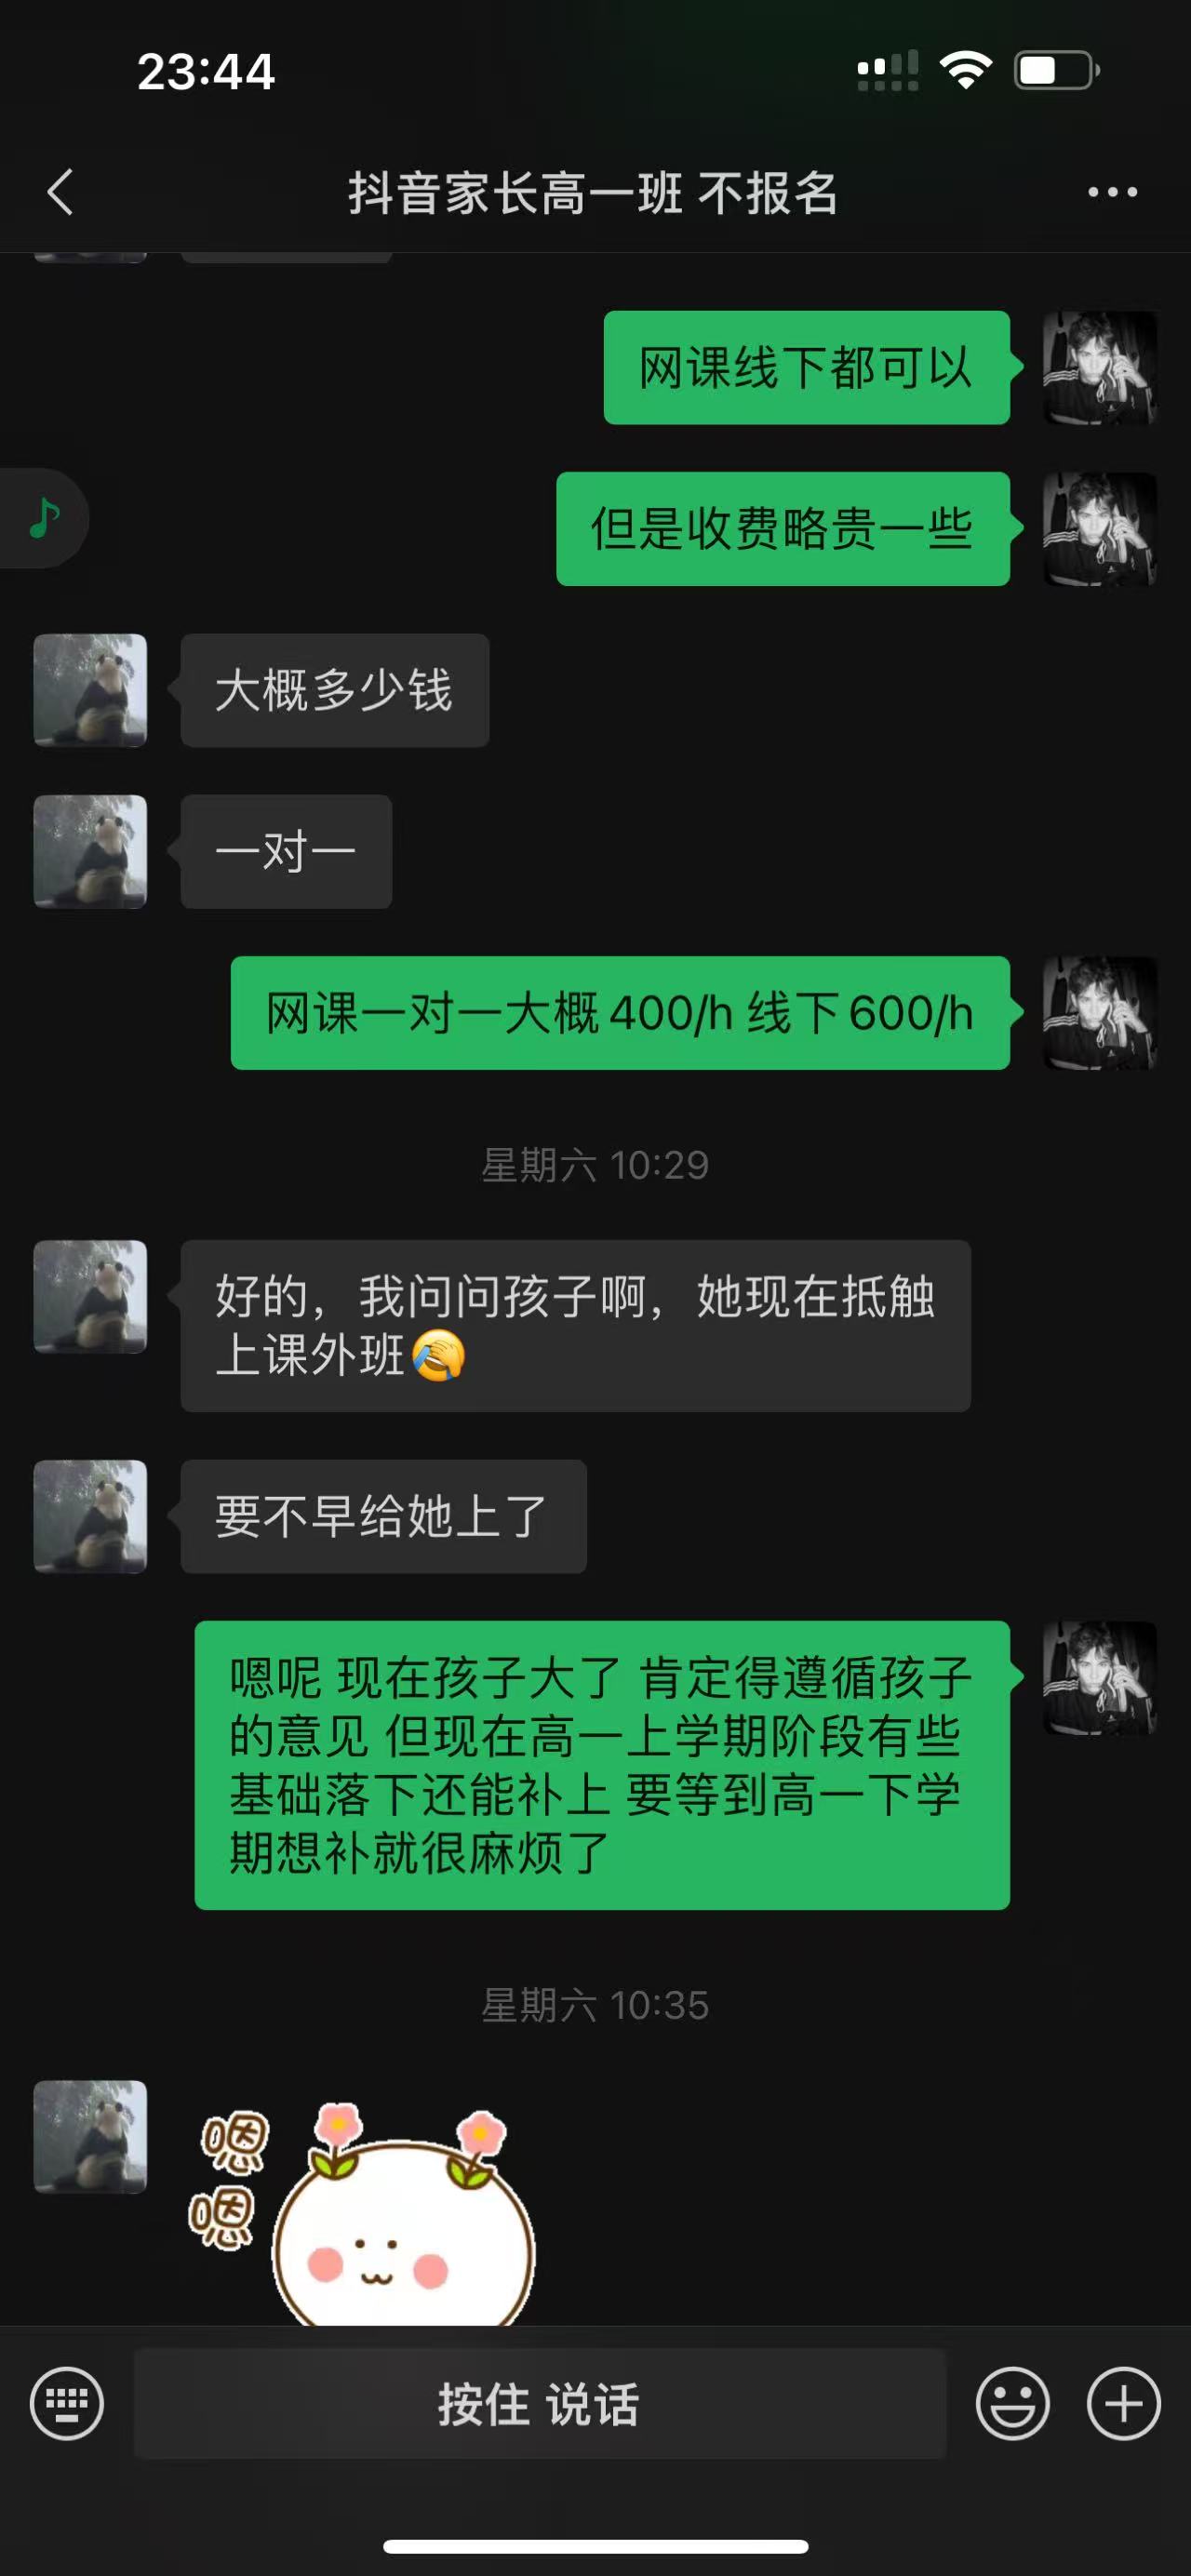 23:44
抖音家长高一班 不报名
网课线下都可以
但是收费略贵一些
大概多少钱
一对一
网课一对一大概400/h 线下600/h
星期六 10:29
好的，我问问孩子啊，她现在抵触
上课外班🤦
要不早给她上了
嗯呢 现在孩子大了 肯定得遵循孩子
的意见 但现在高一上学期阶段有些
基础落下还能补上 要等到高一下学
期想补就很麻烦了
星期六 10:35
嗯
嗯
按住 说话